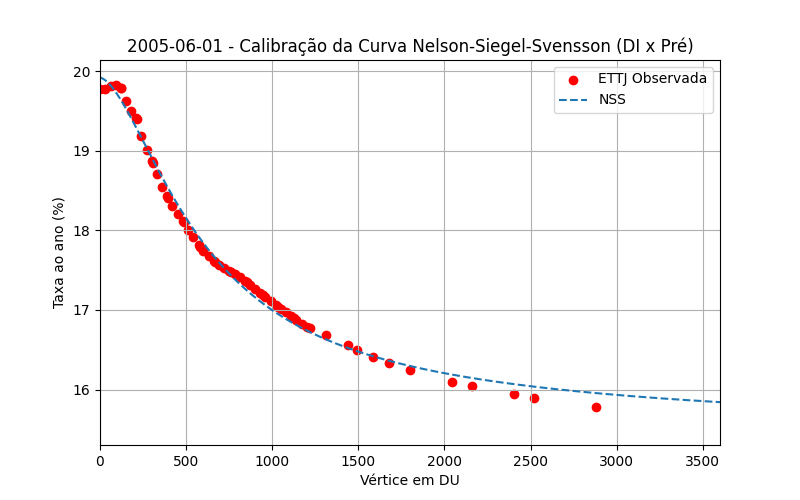 2005-06-01 - Calibração da Curva Nelson-Siegel-Svensson (DI x Pré)
ETTJ Observada
NSS
Taxa ao ano (%)
20
19
18
17
16
0 500 1000 1500 2000 2500 3000 3500
Vértice em DU